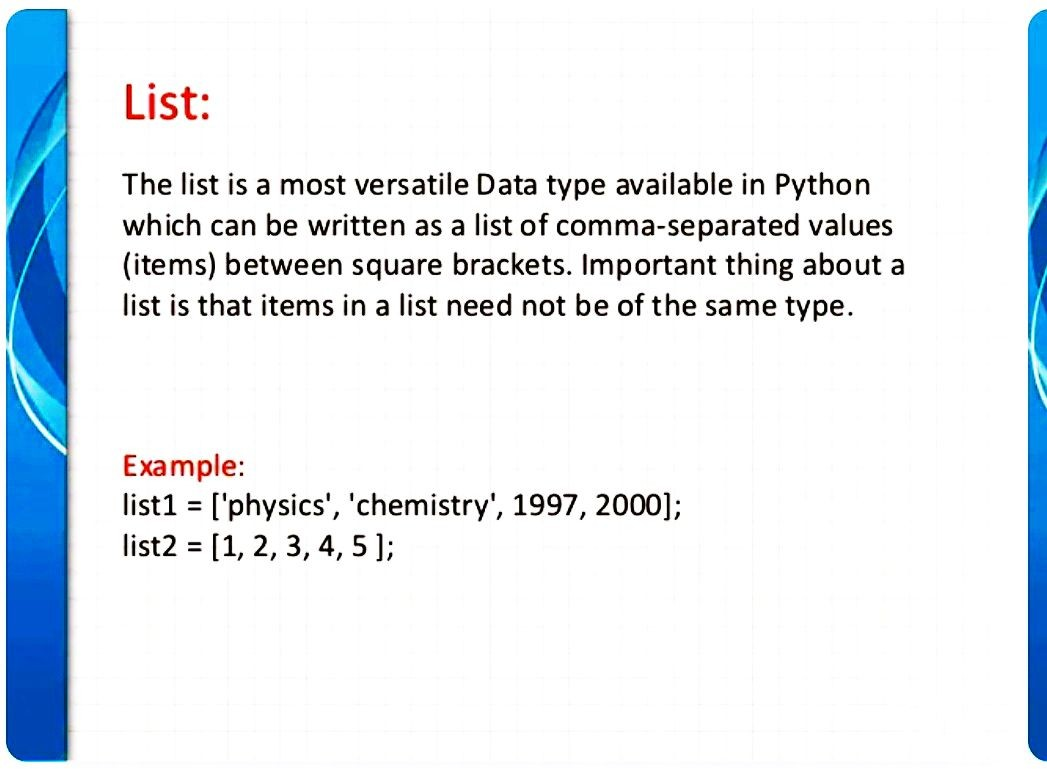 List:
The list is a most versatile Data type available in Python
which can be written as a list of comma-separated values
(items) between square brackets. Important thing about a
list is that items in a list need not be of the same type.
Example:
list1 = ['physics', 'chemistry', 1997, 2000];
list2 = [1, 2, 3, 4, 5 ];